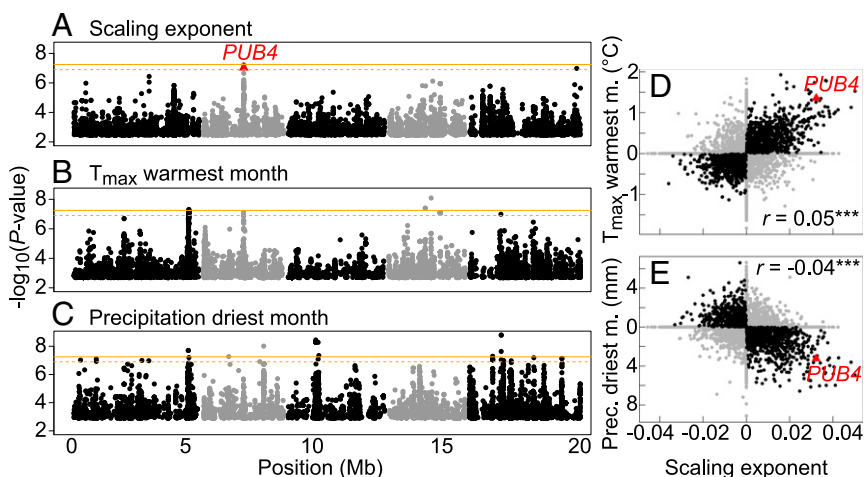 A Scaling exponent
PUB4
8
6
4
2
B Tmax warmest month
8
6
4
2
-log10(P-value)
C Precipitation driest month
8
6
4
2
0 5 10 15 20
Position (Mb)
D
PUB4
Tmax warmest m. (°C)
2
1
0
1
r = 0.05***
E
r = -0.04***
Prec. driest m. (mm)
4
0
4
8
PUB4
-0.04 -0.02 0 0.02 0.04
Scaling exponent